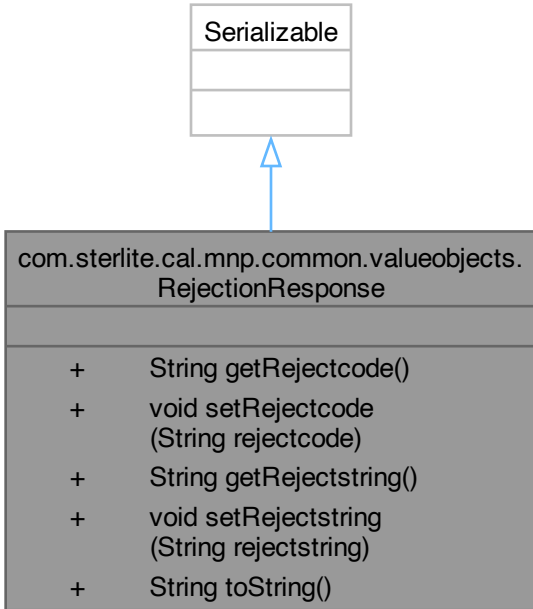 Serializable
com.sterlite.cal.mnp.common.valueobjects.
RejectionResponse
+ String getRejectcode()
+ void setRejectcode
(String rejectcode)
+ String getRejectstring()
+ void setRejectstring
(String rejectstring)
+ String toString()